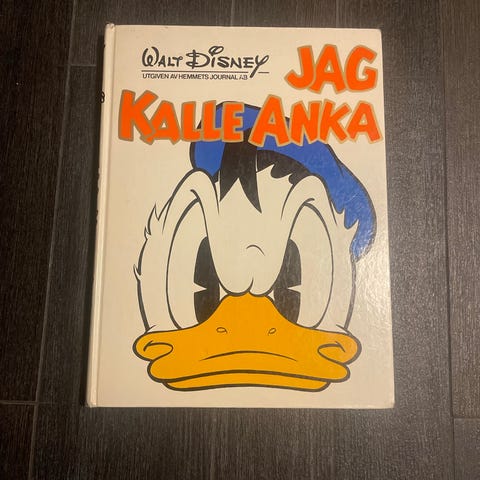 WALT DISNEY
UTGIVEN AV HEMMETS JOURNAL AB
JAG
KALLE ANKA